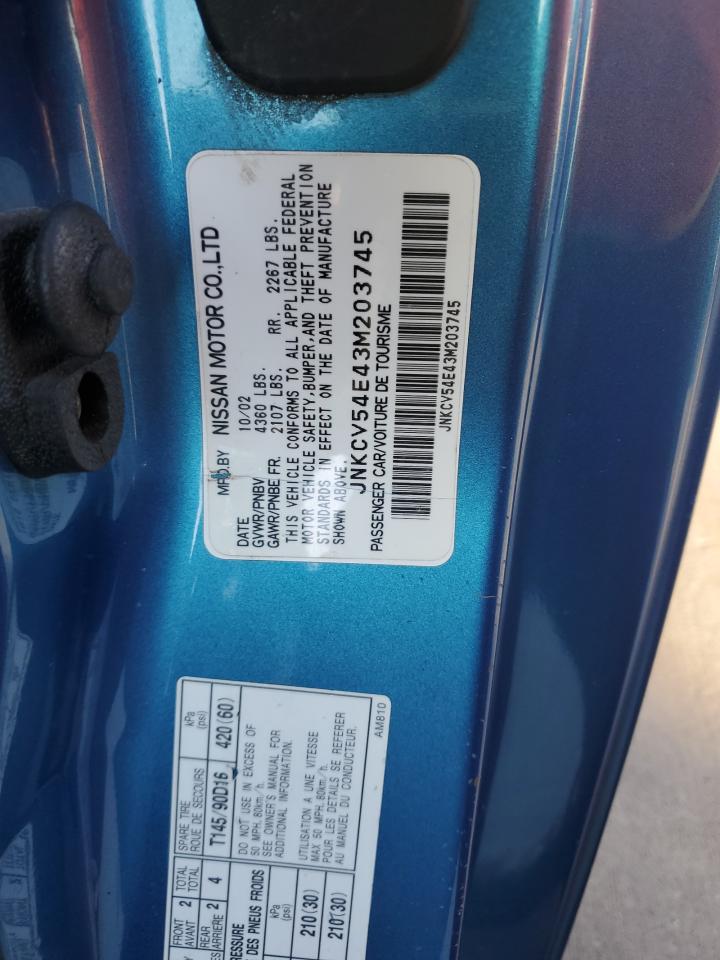 MFD.BY NISSAN MOTOR CO.,LTD
DATE 10/02
GVWR/PNBV 4360 LBS.
GAWR/PNBE FR. 2107 LBS. RR. 2267 LBS.
THIS VEHICLE CONFORMS TO ALL APPLICABLE FEDERAL
MOTOR VEHICLE SAFETY,BUMPER,AND THEFT PREVENTION
STANDARDS IN EFFECT ON THE DATE OF MANUFACTURE
SHOWN ABOVE.
JNKCV54E43M203745
PASSENGER CAR/VOITURE DE TOURISME
JNKCV54E43M203745
FRONT AVANT 2 TOTAL TOTAL
REAR ARRIERE 2 4
SPARE TIRE
ROUE DE SECOURS
kPa
(psi)
T145/90D16 420(60)
DO NOT USE IN EXCESS OF
50 MPH,80km/h.
SEE OWNER'S MANUAL FOR
ADDITIONAL INFORMATION.
DES PNEUS FROIDS
kPa
(psi)
210(30)
210(30)
UTILISATION A UNE VITESSE
MAX 50 MPH,80km/h.
POUR LES DETAILS SE REFERER
AU MANUEL DU CONDUCTEUR.
AM810